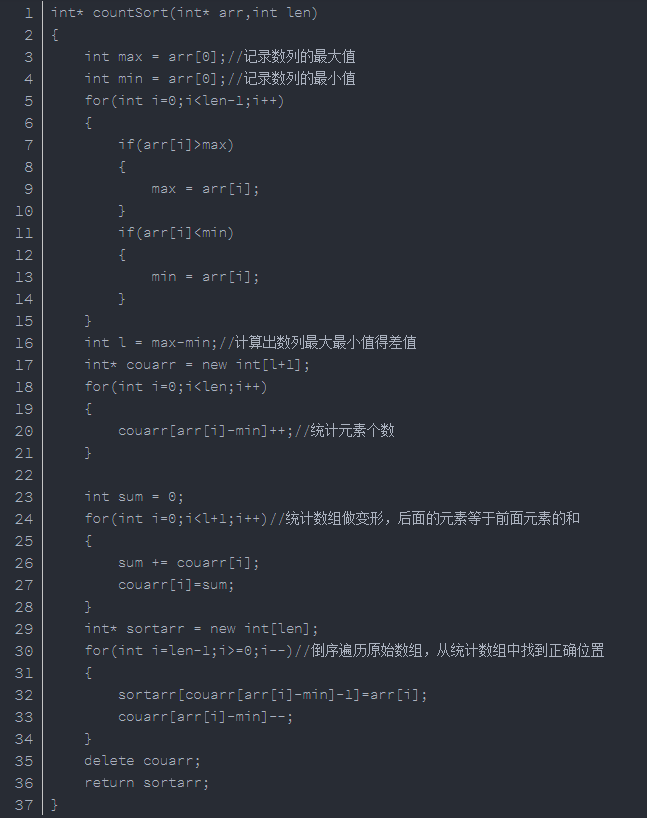 1 int* countSort(int* arr,int len)
2 {
3     int max = arr[0];//记录数列的最大值
4     int min = arr[0];//记录数列的最小值
5     for(int i=0;i<len-1;i++)
6     {
7         if(arr[i]>max)
8         {
9             max = arr[i];
10         }
11         if(arr[i]<min)
12         {
13             min = arr[i];
14         }
15     }
16     int l = max-min;//计算出数列最大最小值得差值
17     int* couarr = new int[l+1];
18     for(int i=0;i<len;i++)
19     {
20         couarr[arr[i]-min]++;//统计元素个数
21     }
22
23     int sum = 0;
24     for(int i=0;i<l+1;i++)//统计数组做变形，后面的元素等于前面元素的和
25     {
26         sum += couarr[i];
27         couarr[i]=sum;
28     }
29     int* sortarr = new int[len];
30     for(int i=len-1;i>=0;i--)//倒序遍历原始数组，从统计数组中找到正确位置
31     {
32         sortarr[couarr[arr[i]-min]-1]=arr[i];
33         couarr[arr[i]-min]--;
34     }
35     delete couarr;
36     return sortarr;
37 }